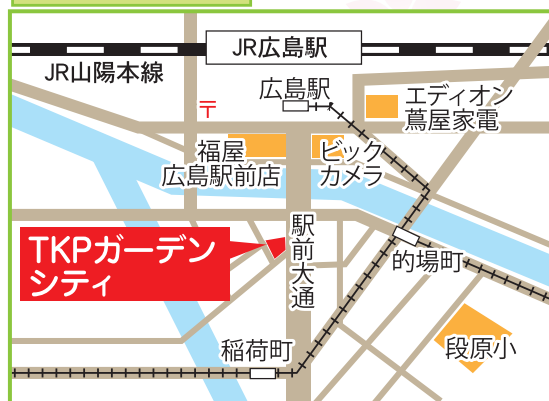 JR広島駅
JR山陽本線
広島駅
〒
エディオン
蔦屋家電
福屋
広島駅前店
ビック
カメラ
TKPガーデン
シティ
駅前大通
的場町
稲荷町
段原小